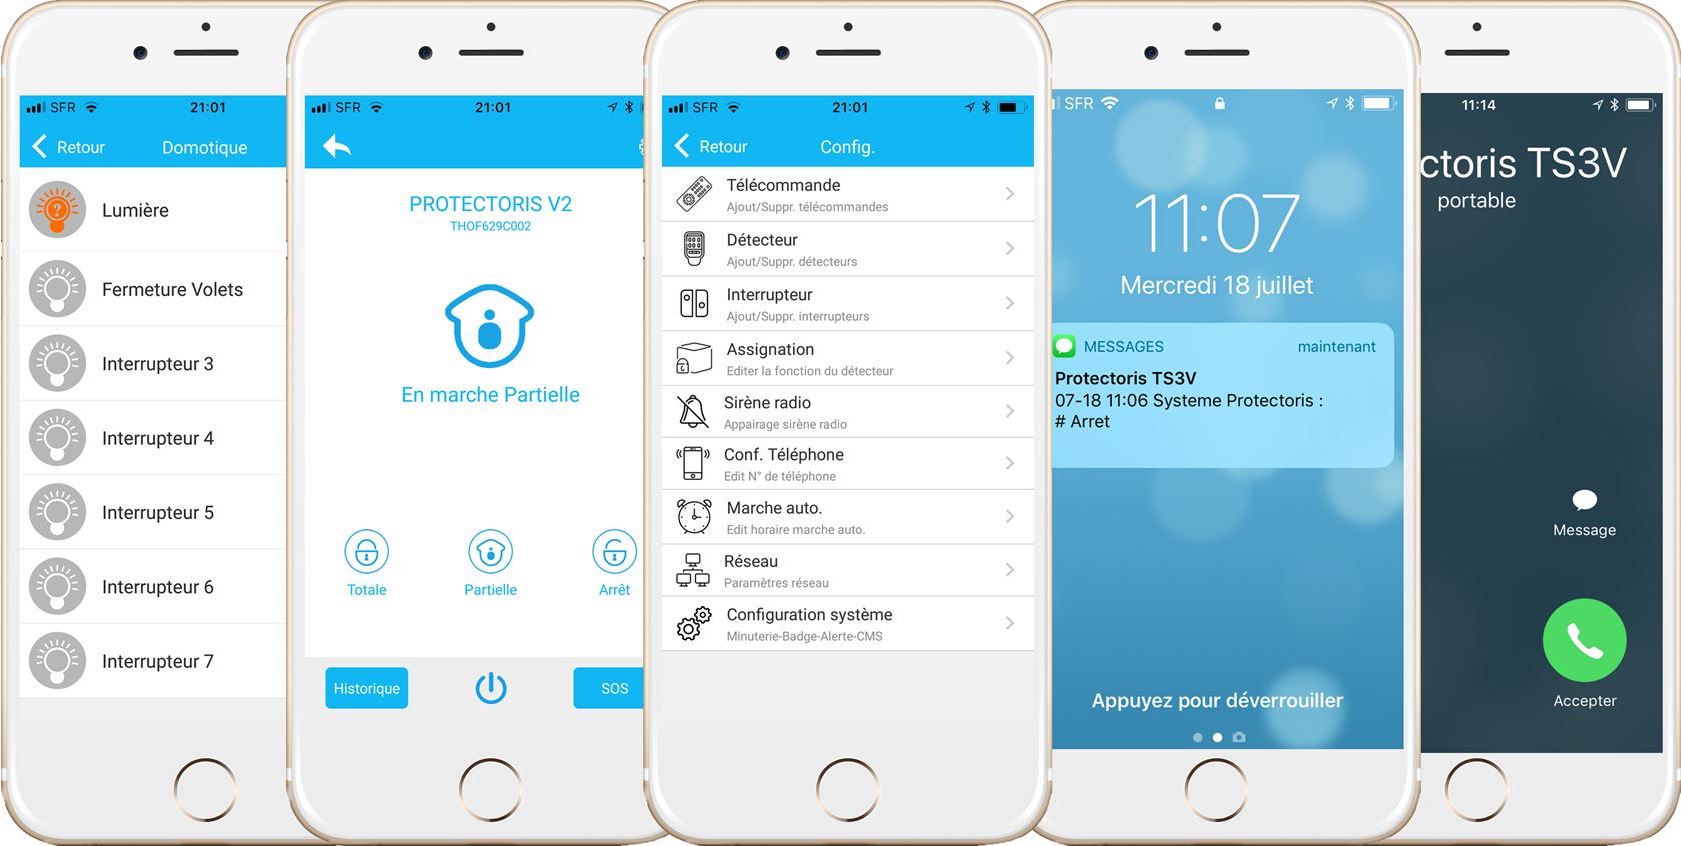 SFR 21:01
Retour Domotique
Lumière
Fermeture Volets
Interrupteur 3
Interrupteur 4
Interrupteur 5
Interrupteur 6
Interrupteur 7
SFR 21:01
PROTECTORIS V2
THOF629C002
En marche Partielle
Totale Partielle Arrêt
Historique SOS
SFR 21:01
Retour Config.
Télécommande
Ajout/Suppr. télécommandes
Détecteur
Ajout/Suppr. détecteurs
Interrupteur
Ajout/Suppr. interrupteurs
Assignation
Editer la fonction du détecteur
Sirène radio
Appairage sirène radio
Conf. Téléphone
Edit N° de téléphone
Marche auto.
Edit horaire marche auto.
Réseau
Paramètres réseau
Configuration système
Minuterie-Badge-Alerte-CMS
SFR
11:07
Mercredi 18 juillet
MESSAGES maintenant
Protectoris TS3V
07-18 11:06 Systeme Protectoris :
# Arret
Appuyez pour déverrouiller
11:14
ctoris TS3V
portable
Message
Accepter